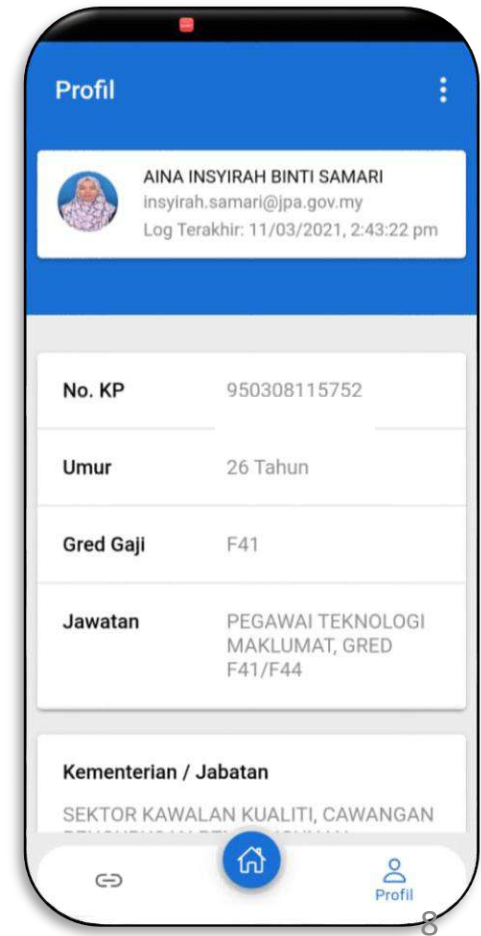 Profil
AINA INSYIRAH BINTI SAMARI
insyirah.samari@jpa.gov.my
Log Terakhir: 11/03/2021, 2:43:22 pm
No. KP 950308115752
Umur 26 Tahun
Gred Gaji F41
Jawatan PEGAWAI TEKNOLOGI
MAKLUMAT, GRED
F41/F44
Kementerian / Jabatan
SEKTOR KAWALAN KUALITI, CAWANGAN
Profil
8